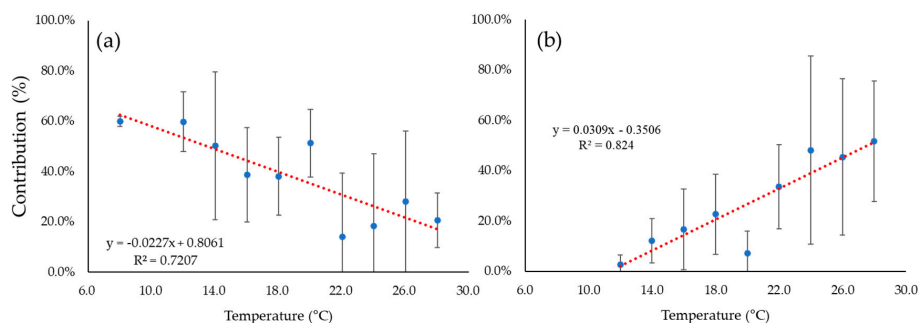 (a)
Contribution (%)
100.0%
80.0%
60.0%
40.0%
20.0%
0.0%
y = -0.0227x + 0.8061
R² = 0.7207
6.0 10.0 14.0 18.0 22.0 26.0 30.0
Temperature (°C)
(b)
100.0%
80.0%
60.0%
40.0%
20.0%
0.0%
y = 0.0309x - 0.3506
R² = 0.824
6.0 10.0 14.0 18.0 22.0 26.0 30.0
Temperature (°C)